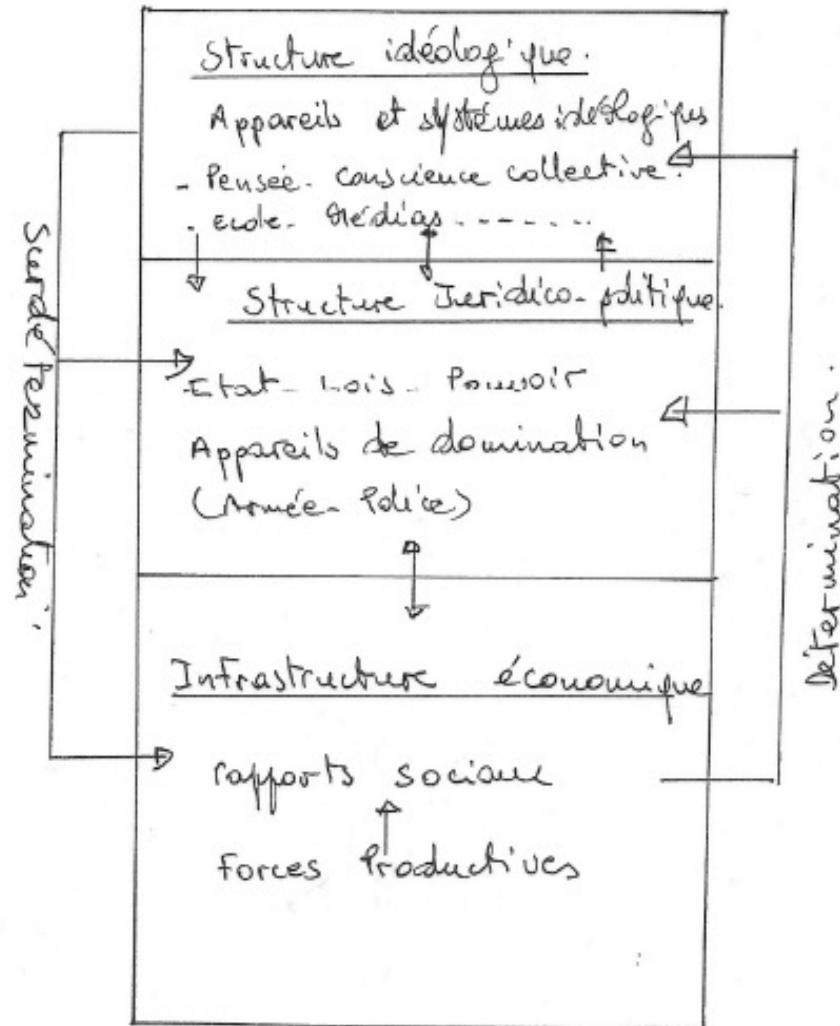 Structure idéologique.
Appareils et systèmes idéologiques
- Pensée - conscience collective.
- Ecole - Médias - - - - - - .
Structure Juridico-politique.
- Etat - Lois - Pouvoir
Appareils de domination
(Armée - Police)
Infrastructure économique
rapports sociaux
Forces Productives
Surdétermination.
Détermination.